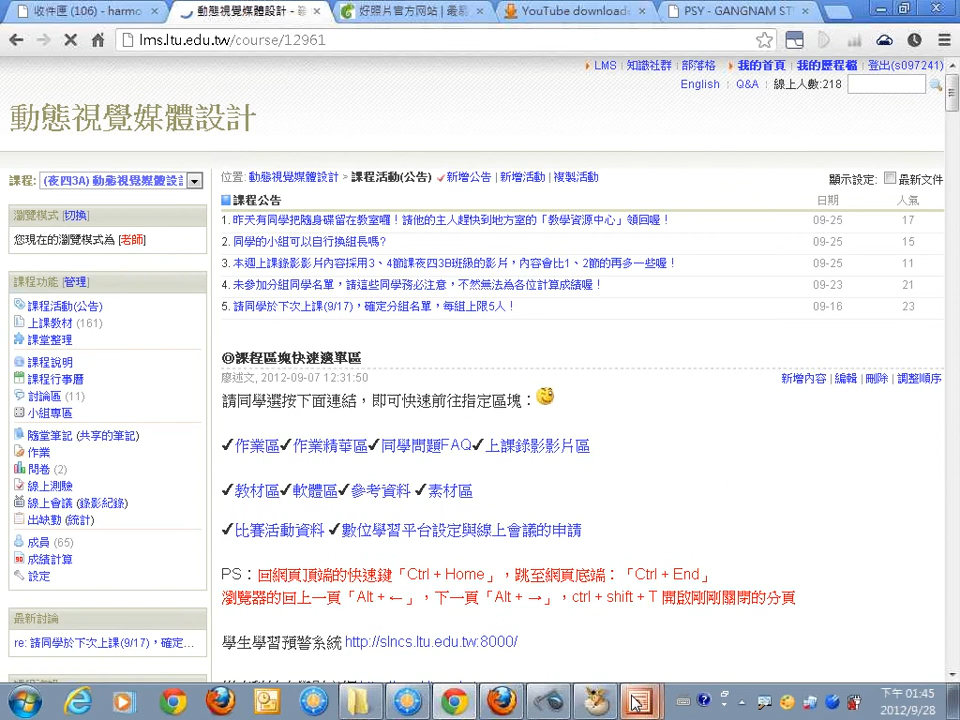 收件匣 (106) - harmo
動態視覺媒體設計 -
好照片官方网站 | 最易
YouTube download
PSY - GANGNAM ST
lms.ltu.edu.tw/course/12961
LMS | 知識社群 | 部落格 我的首頁 | 我的歷程檔 | 登出(s097241)
English : Q&A : 線上人數:218
動態視覺媒體設計
課程: (夜四3A) 動態視覺媒體設計
瀏覽模式 [切換]
您現在的瀏覽模式為 [老師]
課程功能 [管理]
課程活動(公告)
上課教材 (161)
課堂整理
課程說明
課程行事曆
討論區 (11)
小組專區
隨堂筆記 (共享的筆記)
作業
問卷 (2)
線上測驗
線上會議 (錄影紀錄)
出缺勤 (統計)
成員 (65)
成績計算
設定
最新討論
re: 請同學於下次上課(9/17)，確定...
位置: 動態視覺媒體設計 > 課程活動(公告) 新增公告 | 新增活動 | 複製活動
顯示設定: 最新文件
課程公告 日期 人氣
1. 昨天有同學把隨身碟留在教室囉！請他的主人趕快到地方室的「教學資源中心」領回喔！ 09-25 17
2. 同學的小組可以自行換組長嗎? 09-25 15
3. 本週上課錄影影片內容採用3、4節課夜四3B班級的影片，內容會比1、2節的再多一些喔！ 09-25 11
4. 未參加分組同學名單，請這些同學務必注意，不然無法為各位計算成績喔！ 09-23 21
5. 請同學於下次上課(9/17)，確定分組名單，每組上限5人！ 09-16 23
@課程區塊快速選單區
廖述文, 2012-09-07 12:31:50
新增內容 | 編輯 | 刪除 | 調整順序
請同學選按下面連結，即可快速前往指定區塊：
✓作業區✓作業精華區✓同學問題FAQ✓上課錄影影片區
✓教材區✓軟體區✓參考資料 ✓素材區
✓比賽活動資料 ✓數位學習平台設定與線上會議的申請
PS：回網頁頂端的快速鍵「Ctrl + Home」，跳至網頁底端：「Ctrl + End」
瀏覽器的回上一頁「Alt + ←」，下一頁「Alt + →」，ctrl + shift + T 開啟剛剛關閉的分頁
學生學習預警系統 http://slncs.ltu.edu.tw:8000/
下午 01:45
2012/9/28